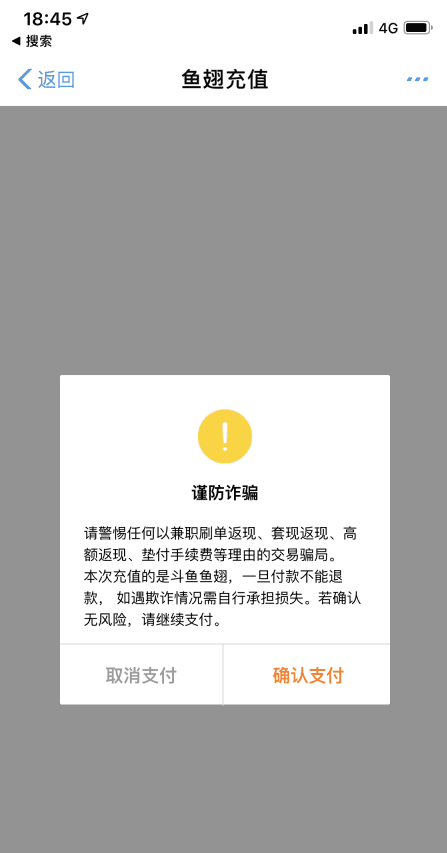 18:45
搜索
4G
返回
鱼翅充值
谨防诈骗
请警惕任何以兼职刷单返现、套现返现、高
额返现、垫付手续费等理由的交易骗局。
本次充值的是斗鱼鱼翅，一旦付款不能退
款， 如遇欺诈情况需自行承担损失。若确认
无风险，请继续支付。
取消支付
确认支付